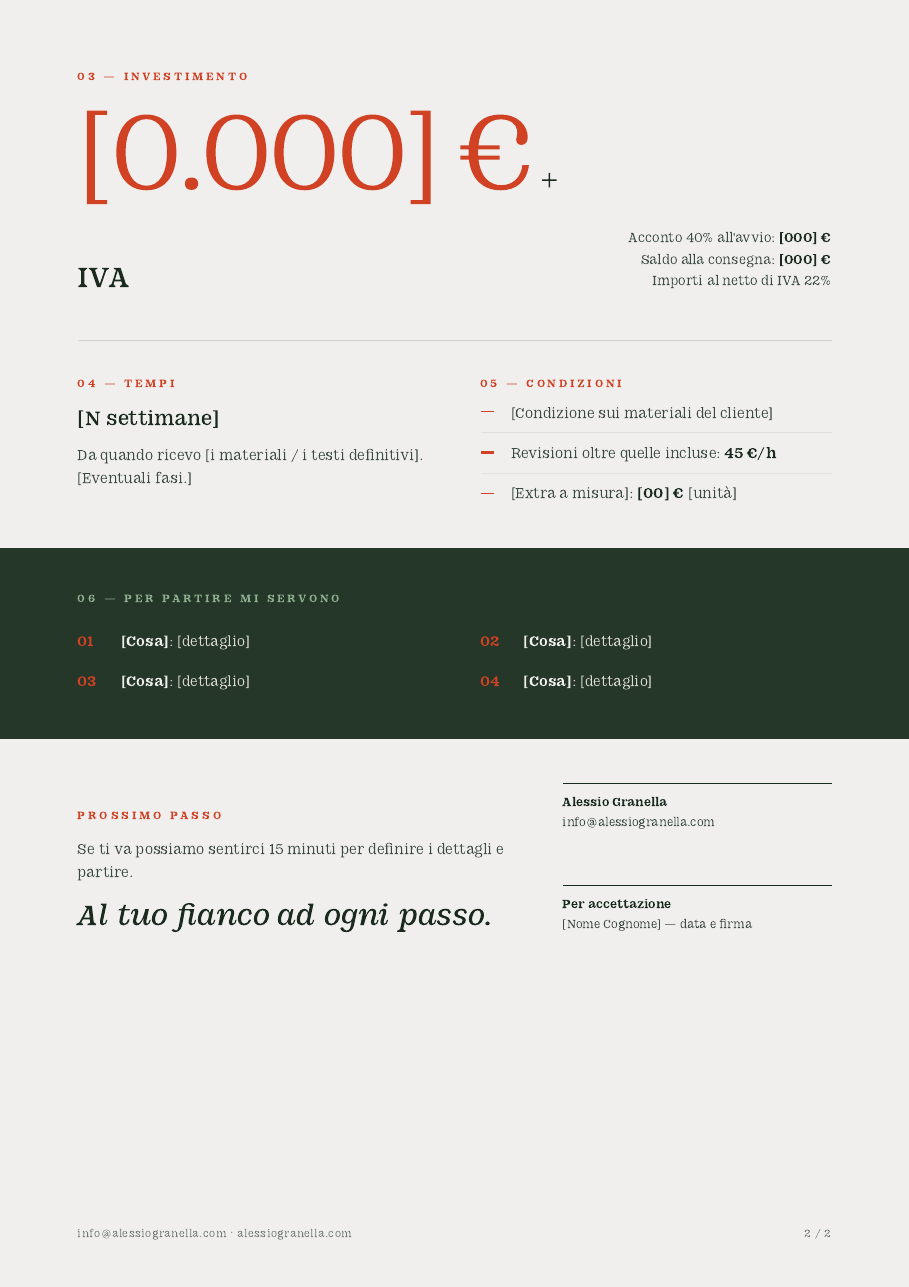 03 — INVESTIMENTO
[0.000] € +
IVA
Acconto 40% all'avvio: [000] €
Saldo alla consegna: [000] €
Importi al netto di IVA 22%
04 — TEMPI
[N settimane]
Da quando ricevo [i materiali / i testi definitivi].
[Eventuali fasi.]
05 — CONDIZIONI
— [Condizione sui materiali del cliente]
— Revisioni oltre quelle incluse: 45 €/h
— [Extra a misura]: [00] € [unità]
06 — PER PARTIRE MI SERVONO
01 [Cosa]: [dettaglio]
02 [Cosa]: [dettaglio]
03 [Cosa]: [dettaglio]
04 [Cosa]: [dettaglio]
PROSSIMO PASSO
Se ti va possiamo sentirci 15 minuti per definire i dettagli e
partire.
Al tuo fianco ad ogni passo.
Alessio Granella
info@alessiogranella.com
Per accettazione
[Nome Cognome] — data e firma
info@alessiogranella.com · alessiogranella.com
2 / 2